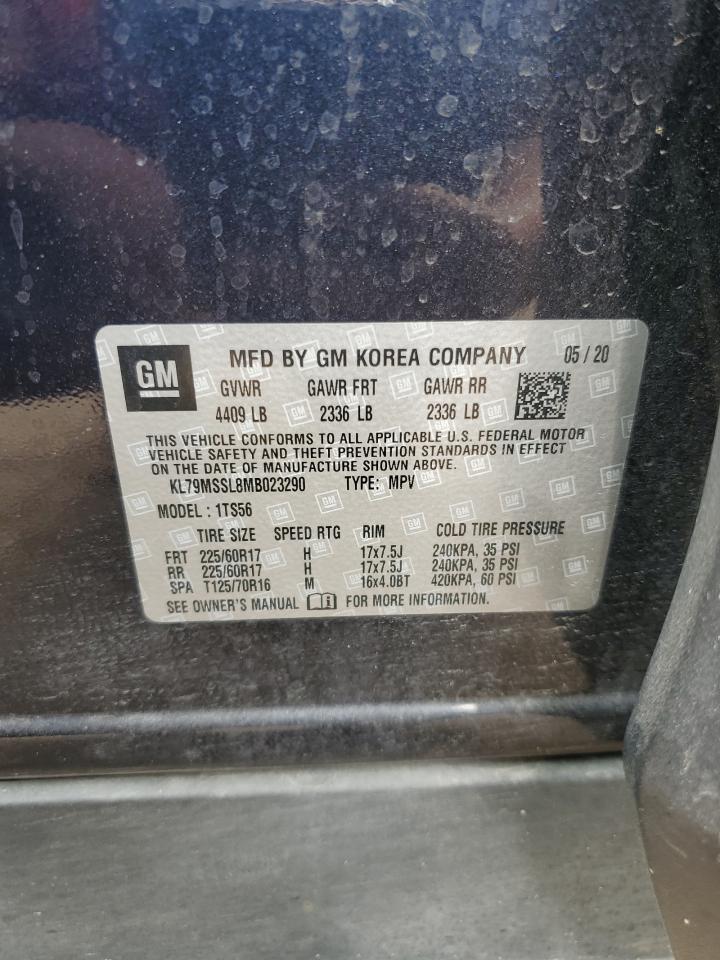 GM MFD BY GM KOREA COMPANY 05 / 20
GVWR GAWR FRT GAWR RR
4409 LB 2336 LB 2336 LB
THIS VEHICLE CONFORMS TO ALL APPLICABLE U.S. FEDERAL MOTOR
VEHICLE SAFETY AND THEFT PREVENTION STANDARDS IN EFFECT
ON THE DATE OF MANUFACTURE SHOWN ABOVE.
KL79MSSL8MB023290 TYPE: MPV
MODEL : 1TS56
TIRE SIZE SPEED RTG RIM COLD TIRE PRESSURE
FRT 225/60R17 H 17x7.5J 240KPA, 35 PSI
RR 225/60R17 H 17x7.5J 240KPA, 35 PSI
SPA T125/70R16 M 16x4.0BT 420KPA, 60 PSI
SEE OWNER'S MANUAL FOR MORE INFORMATION.